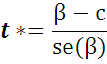 t ∗= (β − c) / se(β)